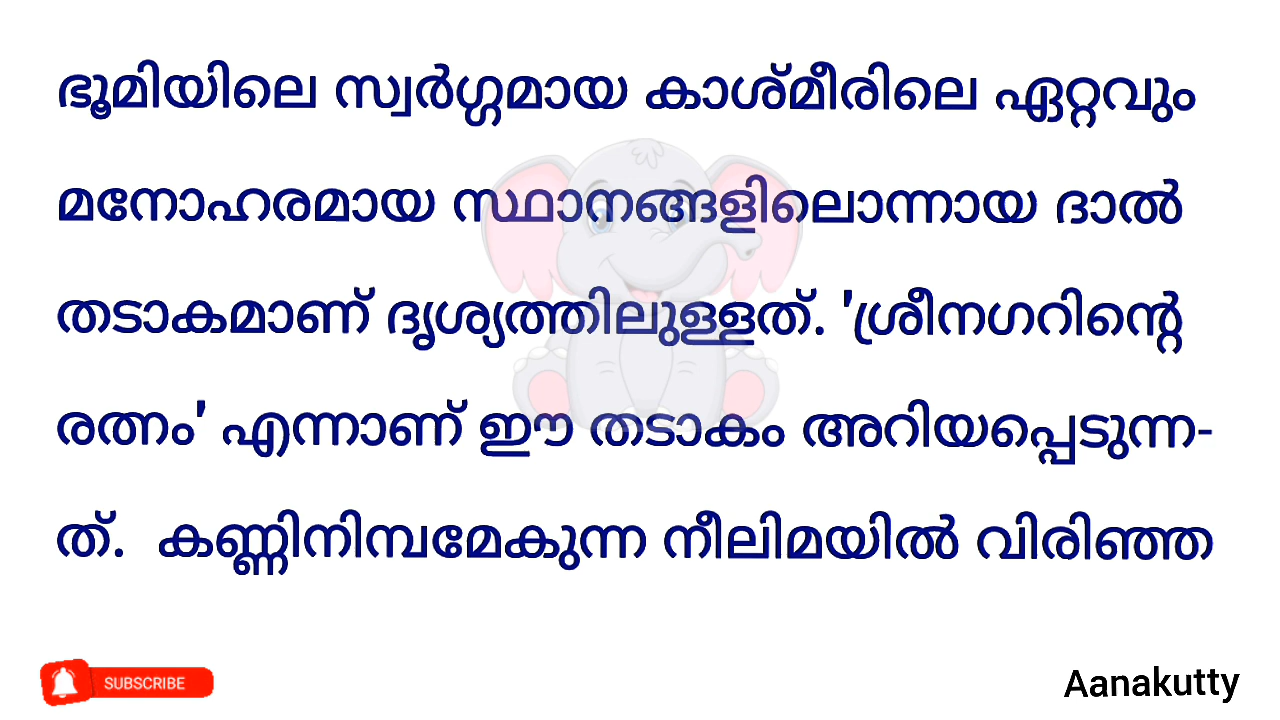 ഭൂമിയിലെ സ്വർഗ്ഗമായ കാശ്മീരിലെ ഏറ്റവും
മനോഹരമായ സ്ഥാനങ്ങളിലൊന്നായ ദാൽ
തടാകമാണ് ദൃശ്യത്തിലുള്ളത്. 'ശ്രീനഗറിന്റെ
രത്നം' എന്നാണ് ഈ തടാകം അറിയപ്പെടുന്ന-
ത്.  കണ്ണിനിമ്പമേകുന്ന നീലിമയിൽ വിരിഞ്ഞ
SUBSCRIBE
Aanakutty